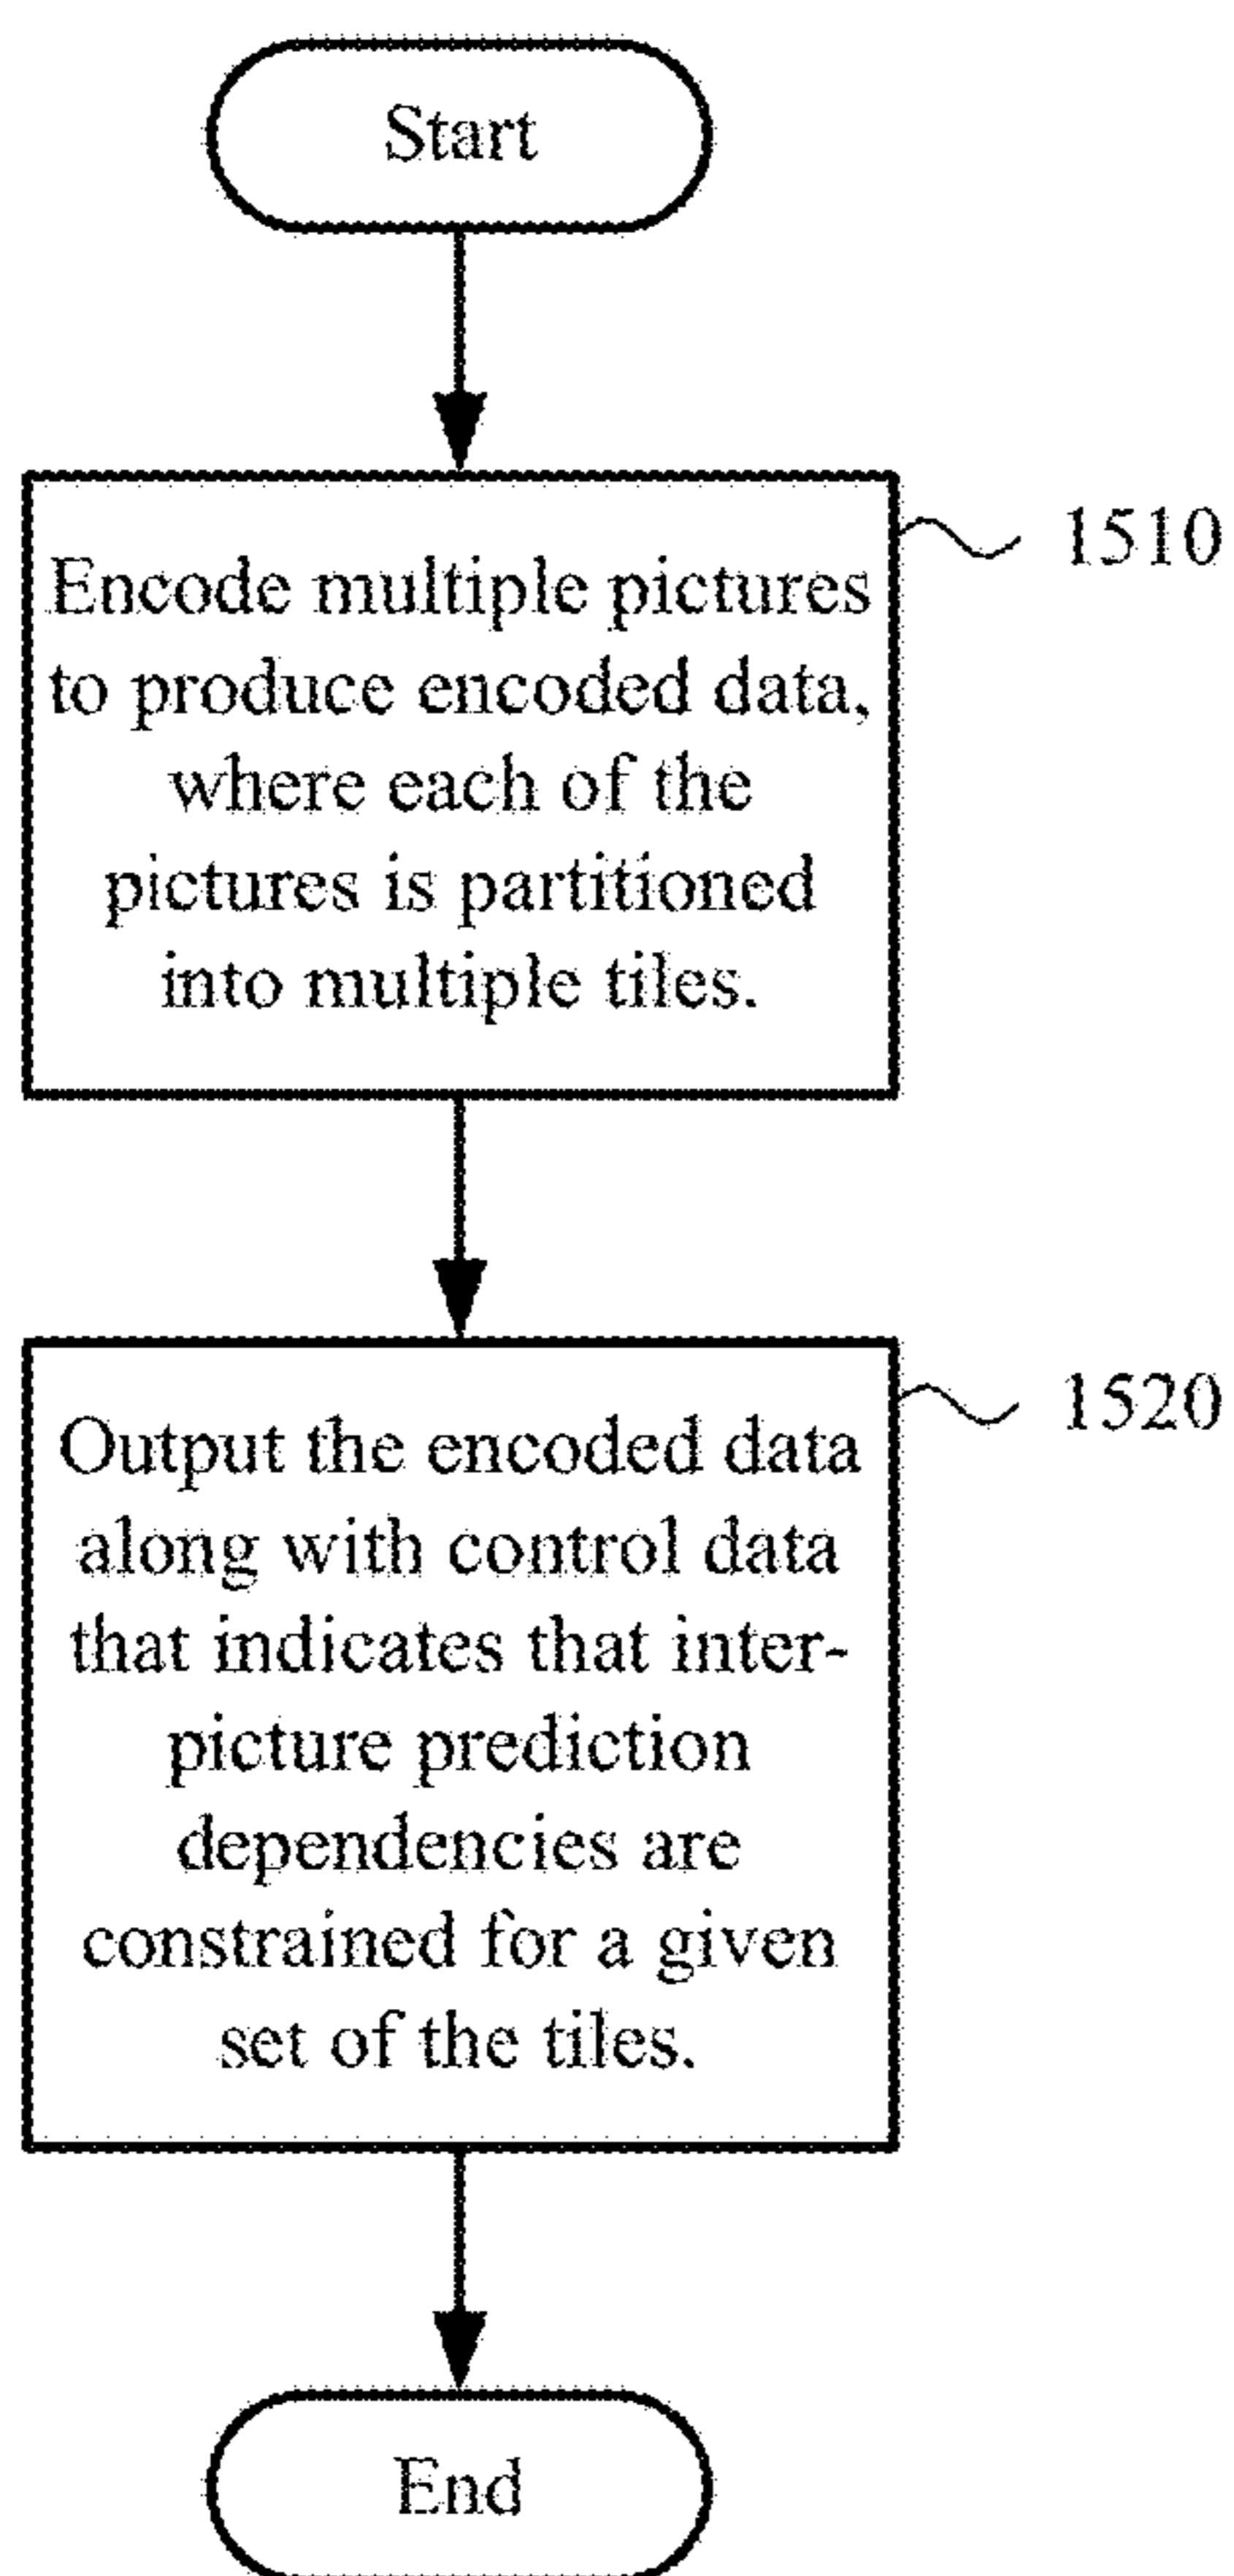 Start
1510
Encode multiple pictures
to produce encoded data,
where each of the
pictures is partitioned
into multiple tiles.
1520
Output the encoded data
along with control data
that indicates that inter-
picture prediction
dependencies are
constrained for a given
set of the tiles.
End